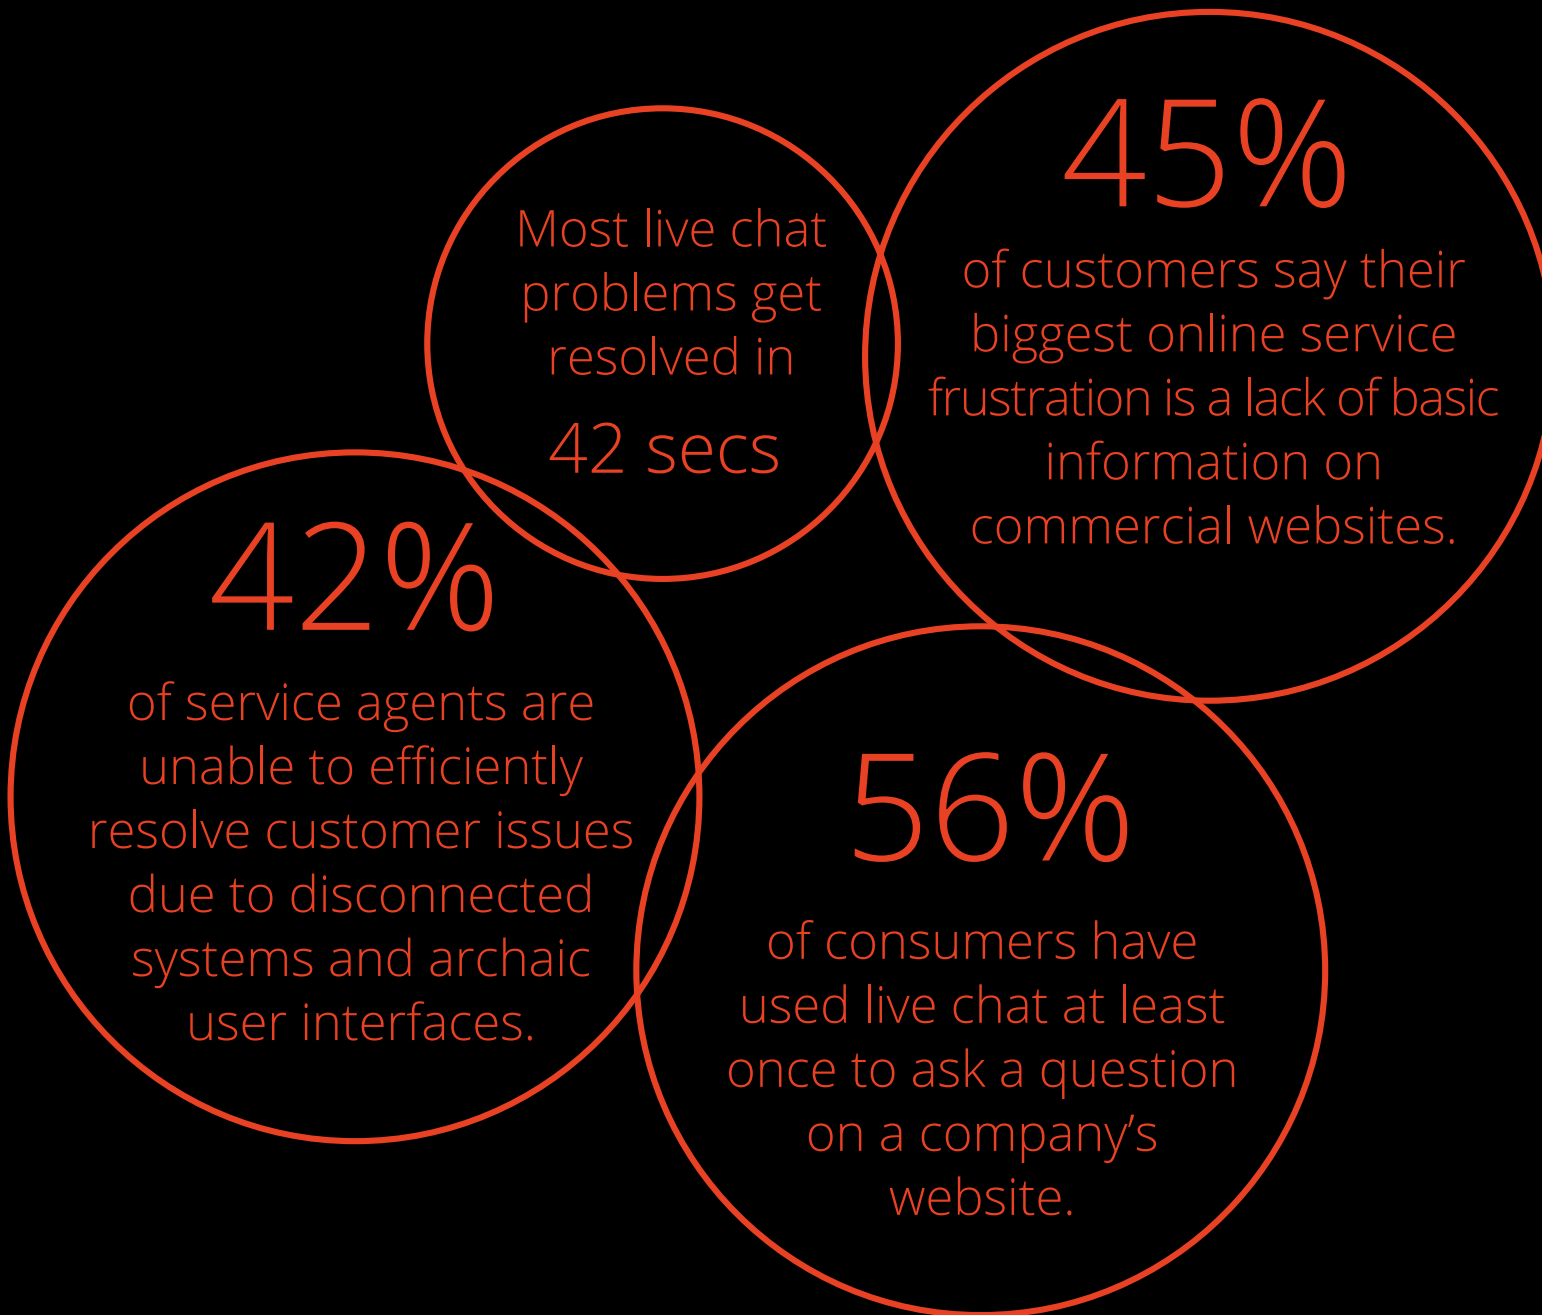 Most live chat
problems get
resolved in
42 secs
45%
of customers say their
biggest online service
frustration is a lack of basic
information on
commercial websites.
42%
of service agents are
unable to efficiently
resolve customer issues
due to disconnected
systems and archaic
user interfaces.
56%
of consumers have
used live chat at least
once to ask a question
on a company’s
website.